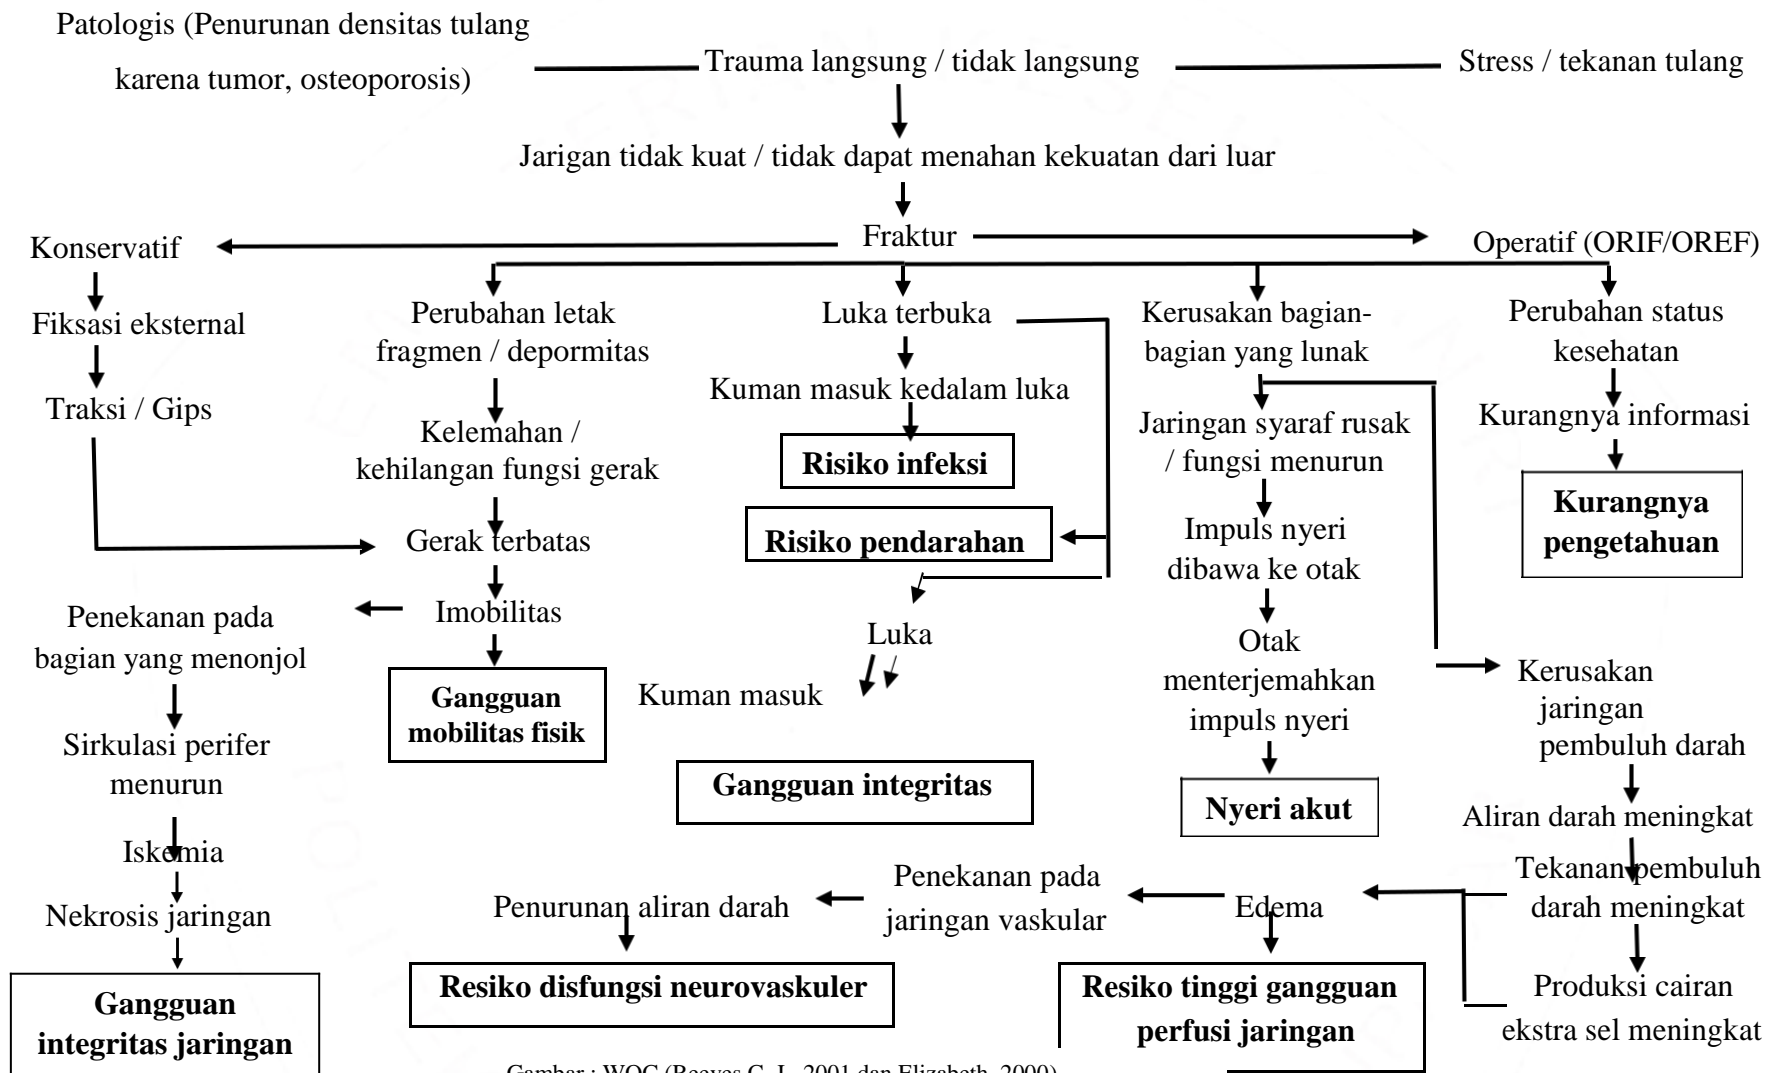 Patologis (Penurunan densitas tulang
karena tumor, osteoporosis)
Trauma langsung / tidak langsung
Stress / tekanan tulang
Jarigan tidak kuat / tidak dapat menahan kekuatan dari luar
Konservatif
Fraktur
Operatif (ORIF/OREF)
Fiksasi eksternal
Traksi / Gips
Perubahan letak
fragmen / depormitas
Kelemahan /
kehilangan fungsi gerak
Gerak terbatas
Imobilitas
Gangguan
mobilitas fisik
Penekanan pada
bagian yang menonjol
Sirkulasi perifer
menurun
Iskemia
Nekrosis jaringan
Gangguan
integritas jaringan
Luka terbuka
Kuman masuk kedalam luka
Risiko infeksi
Risiko pendarahan
Luka
Kuman masuk
Gangguan integritas
Kerusakan bagian-
bagian yang lunak
Jaringan syaraf rusak
/ fungsi menurun
Impuls nyeri
dibawa ke otak
Otak
menterjemahkan
impuls nyeri
Nyeri akut
Perubahan status
kesehatan
Kurangnya informasi
Kurangnya
pengetahuan
Kerusakan
jaringan
pembuluh darah
Aliran darah meningkat
Tekanan pembuluh
darah meningkat
Produksi cairan
ekstra sel meningkat
Edema
Resiko tinggi gangguan
perfusi jaringan
Penekanan pada
jaringan vaskular
Penurunan aliran darah
Resiko disfungsi neurovaskuler
Gambar : WOC (Reeves C. J., 2001 dan Elizabeth, 2000)